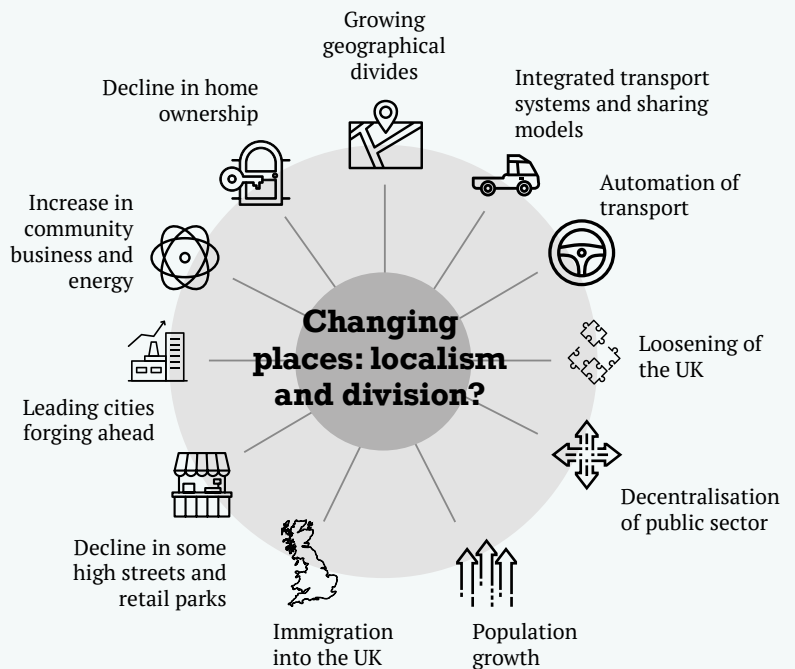 Growing
geographical
divides
Integrated transport
systems and sharing
models
Automation of
transport
Loosening of
the UK
Decentralisation
of public sector
Population
growth
Immigration
into the UK
Decline in some
high streets and
retail parks
Leading cities
forging ahead
Increase in
community
business and
energy
Decline in home
ownership
Changing
places: localism
and division?